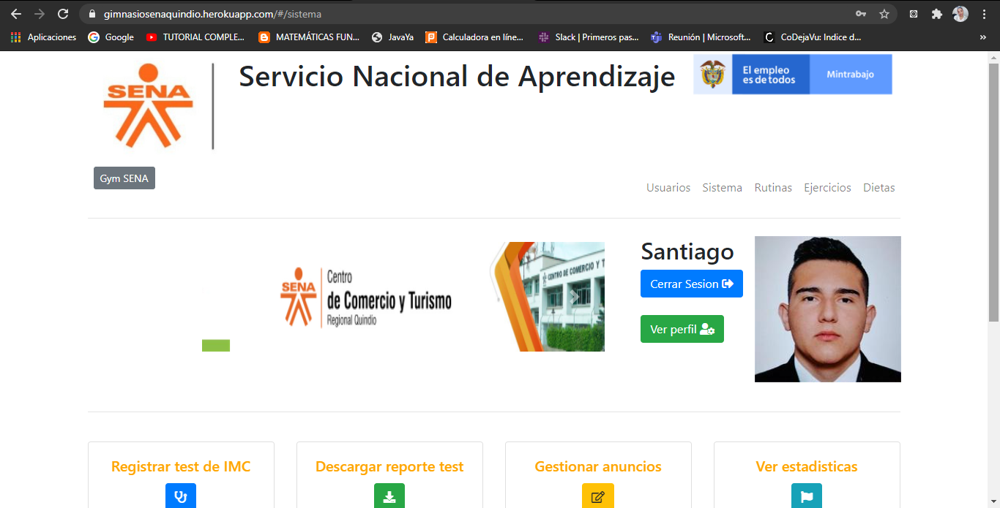 gimnasiosenaquindio.herokuapp.com/#/sistema
Aplicaciones Google TUTORIAL COMPLE... MATEMÁTICAS FUN... JavaYa Calculadora en líne... Slack | Primeros pas... Reunión | Microsoft... CoDejaVu: Indice d... »
SENA
Servicio Nacional de Aprendizaje
El empleo
es de todos
Mintrabajo
Gym SENA
Usuarios Sistema Rutinas Ejercicios Dietas
SENA
Centro
de Comercio y Turismo
Regional Quindío
CENTRO DE COMERCIO Y T
Santiago
Cerrar Sesion
Ver perfil
Registrar test de IMC
Descargar reporte test
Gestionar anuncios
Ver estadisticas